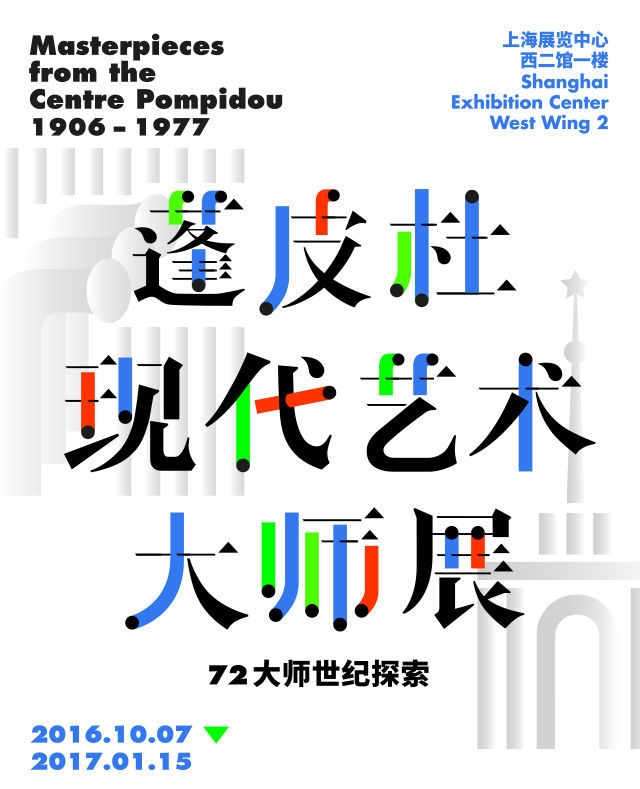 Masterpieces
from the
Centre Pompidou
1906 – 1977
上海展览中心
西二馆一楼
Shanghai
Exhibition Center
West Wing 2
蓬皮杜
现代艺术
大师展
72大师世纪探索
2016.10.07
2017.01.15